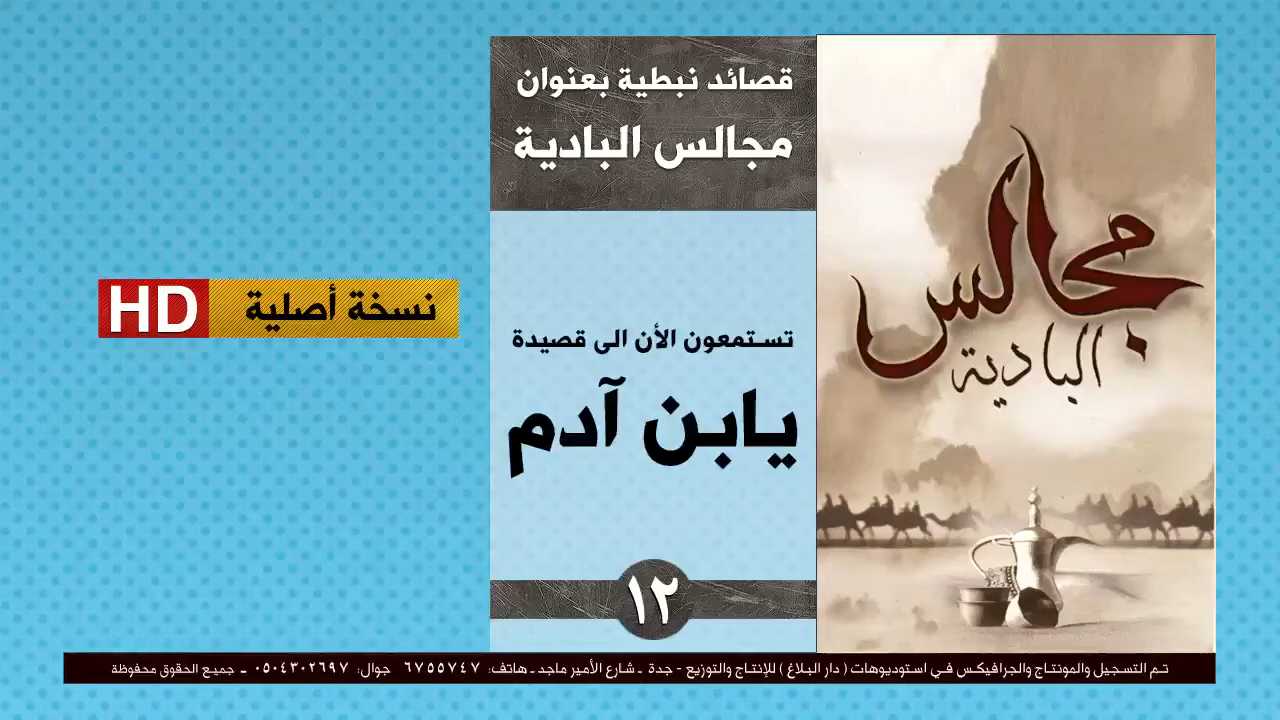 قصائد نبطية بعنوان
مجالس البادية
مجالس
البادية
HD نسخة أصلية
تستمعون الأن الى قصيدة
يابن آدم
١٢
تم التسجيل والمونتاج والجرافيكس في استوديوهات ( دار البلاغ ) للإنتاج والتوزيع - جدة ـ شارع الأمير ماجد ـ هاتف: ٦٧٥٥٧٤٧ جوال: ٠٥٠٤٣٠٢٦٩٧ ـ جميع الحقوق محفوظة